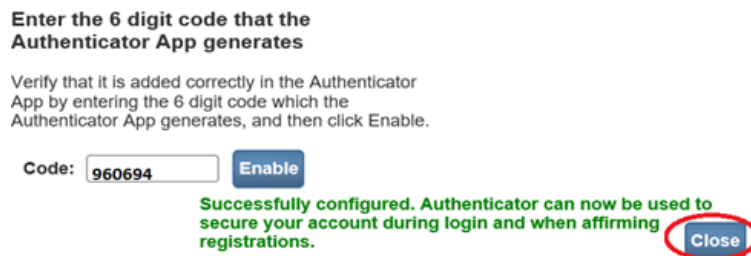 Enter the 6 digit code that the
Authenticator App generates
Verify that it is added correctly in the Authenticator
App by entering the 6 digit code which the
Authenticator App generates, and then click Enable.
Code: 960694 Enable
Successfully configured. Authenticator can now be used to
secure your account during login and when affirming
registrations.
Close